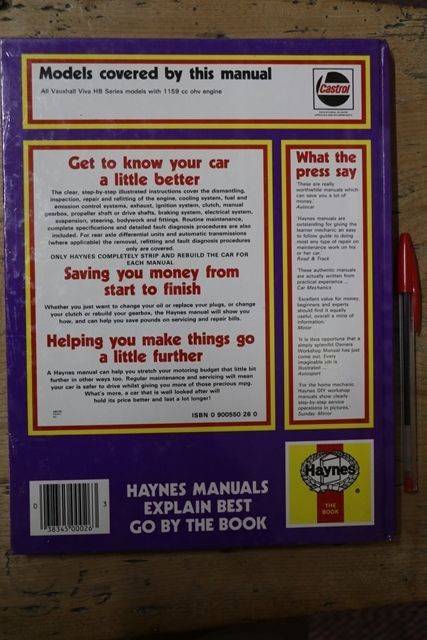 Models covered by this manual
All Vauxhall Viva HB Series models with 1159 cc ohv engine
Castrol
Get to know your car
a little better
The clear, step-by-step illustrated instructions cover the dismantling,
inspection, repair and refitting of the engine, cooling system, fuel and
emission control systems, exhaust, ignition system, clutch, manual
gearbox, propeller shaft or drive shafts, braking system, electrical system,
suspension, steering, bodywork and fittings. Routine maintenance,
complete specifications and detailed fault diagnosis procedures are also
included. For rear axle differential units and automatic transmissions
(where applicable) the removal, refitting and fault diagnosis procedures
only are covered.
ONLY HAYNES COMPLETELY STRIP AND REBUILD THE CAR FOR
EACH MANUAL
Saving you money from
start to finish
Whether you just want to change your oil or replace your plugs, or change
your clutch or rebuild your gearbox, the Haynes manual will show you
how, and can help you save pounds on servicing and repair bills.
Helping you make things go
a little further
A Haynes manual can help you stretch your motoring budget that little bit
further in other ways too. Regular maintenance and servicing will mean
your car is safer to drive whilst giving you more of those precious mpg.
What's more, a car that is well looked after will
hold its price better and last a lot longer!
ISBN 0 900550 26 0
What the
press say
These are really
worthwhile manuals which
can save you a lot of
money.
Autocar
'Haynes manuals are
outstanding for giving the
learner mechanic an easy
to follow guide to doing
most any type of repair or
maintenance work on his
or her car.
Road & Track
These authentic manuals
are actually written from
practical experience ...
Car Mechanics
Excellent value for money,
beginners and experts
should find it equally
useful, overall a mine of
information.
Motor
It is thus opportune that a
simply splendid Owners
Workshop Manual has just
come out. Every
imaginable job is
illustrated ...
Autosport
'For the home mechanic
Haynes DIY workshop
manuals show clearly
step-by-step service
operations in pictures.
Sunday Mirror
0 38345 00026 3
HAYNES MANUALS
EXPLAIN BEST
GO BY THE BOOK
Haynes
®
THE
BOOK